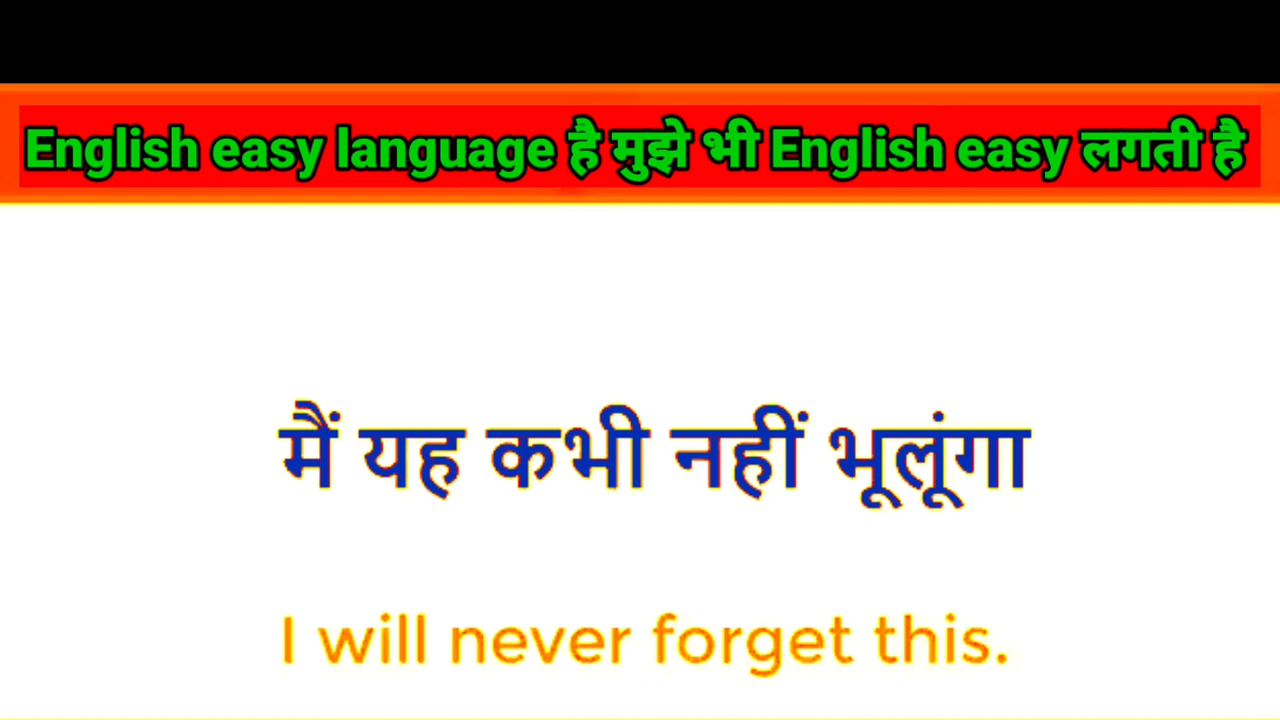 English easy language है मुझे भी English easy लगती है
मैं यह कभी नहीं भूलूंगा
I will never forget this.